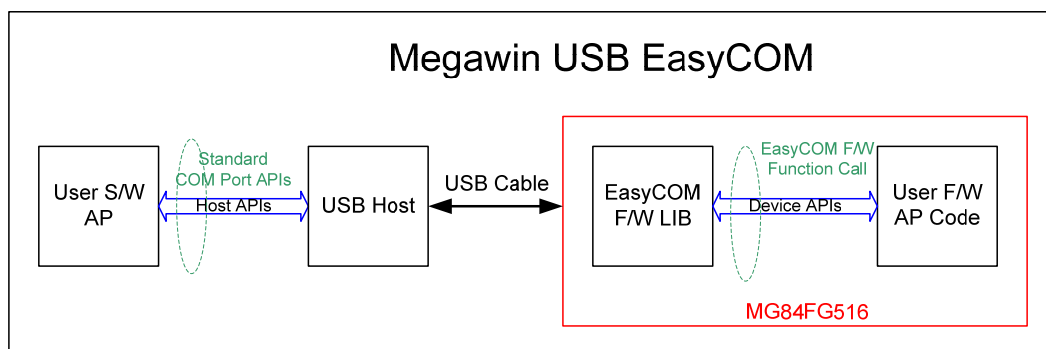 Megawin USB EasyCOM
User S/W
AP
Standard
COM Port APIs
Host APIs
USB Host
USB Cable
EasyCOM
F/W LIB
EasyCOM F/W
Function Call
Device APIs
User F/W
AP Code
MG84FG516